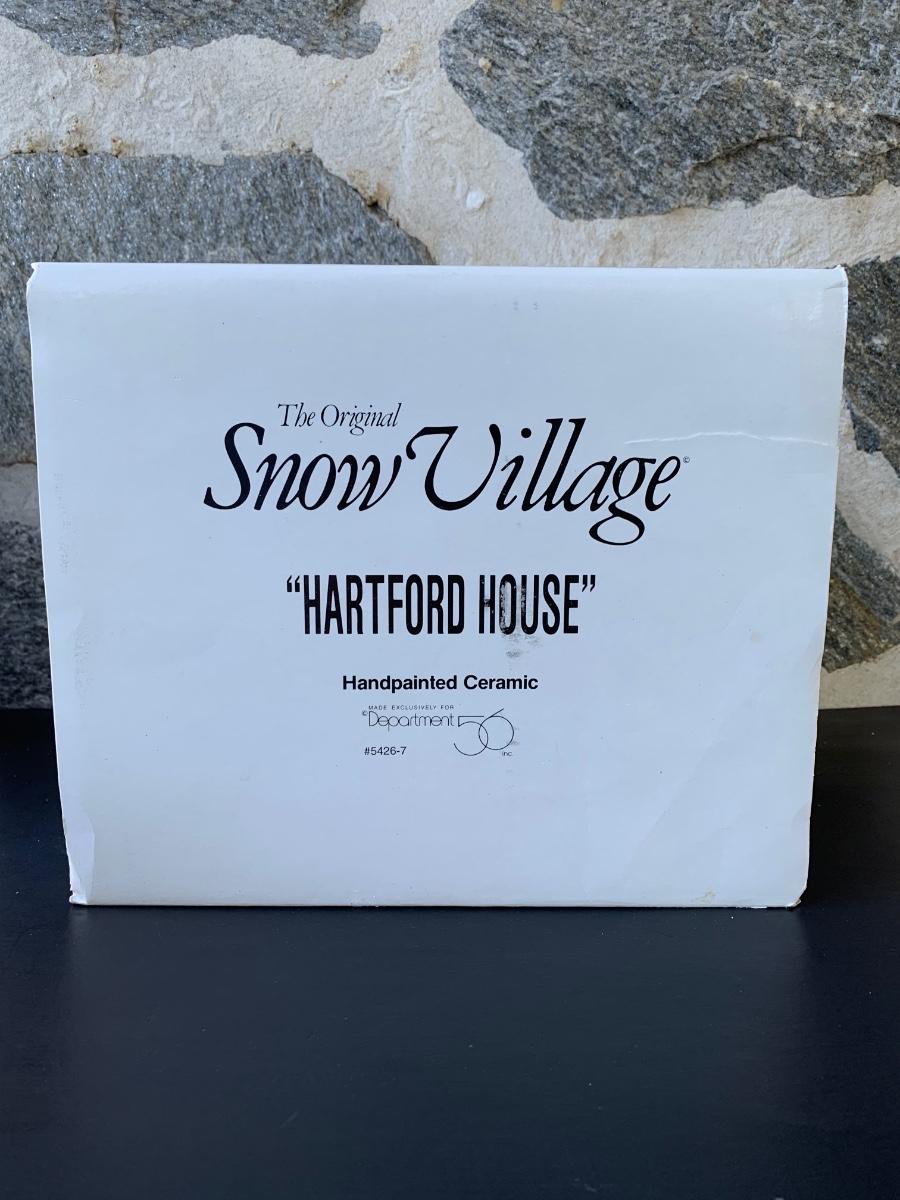 The Original
Snow Village©
“HARTFORD HOUSE”
Handpainted Ceramic
MADE EXCLUSIVELY FOR
©Department 56
inc.
#5426-7